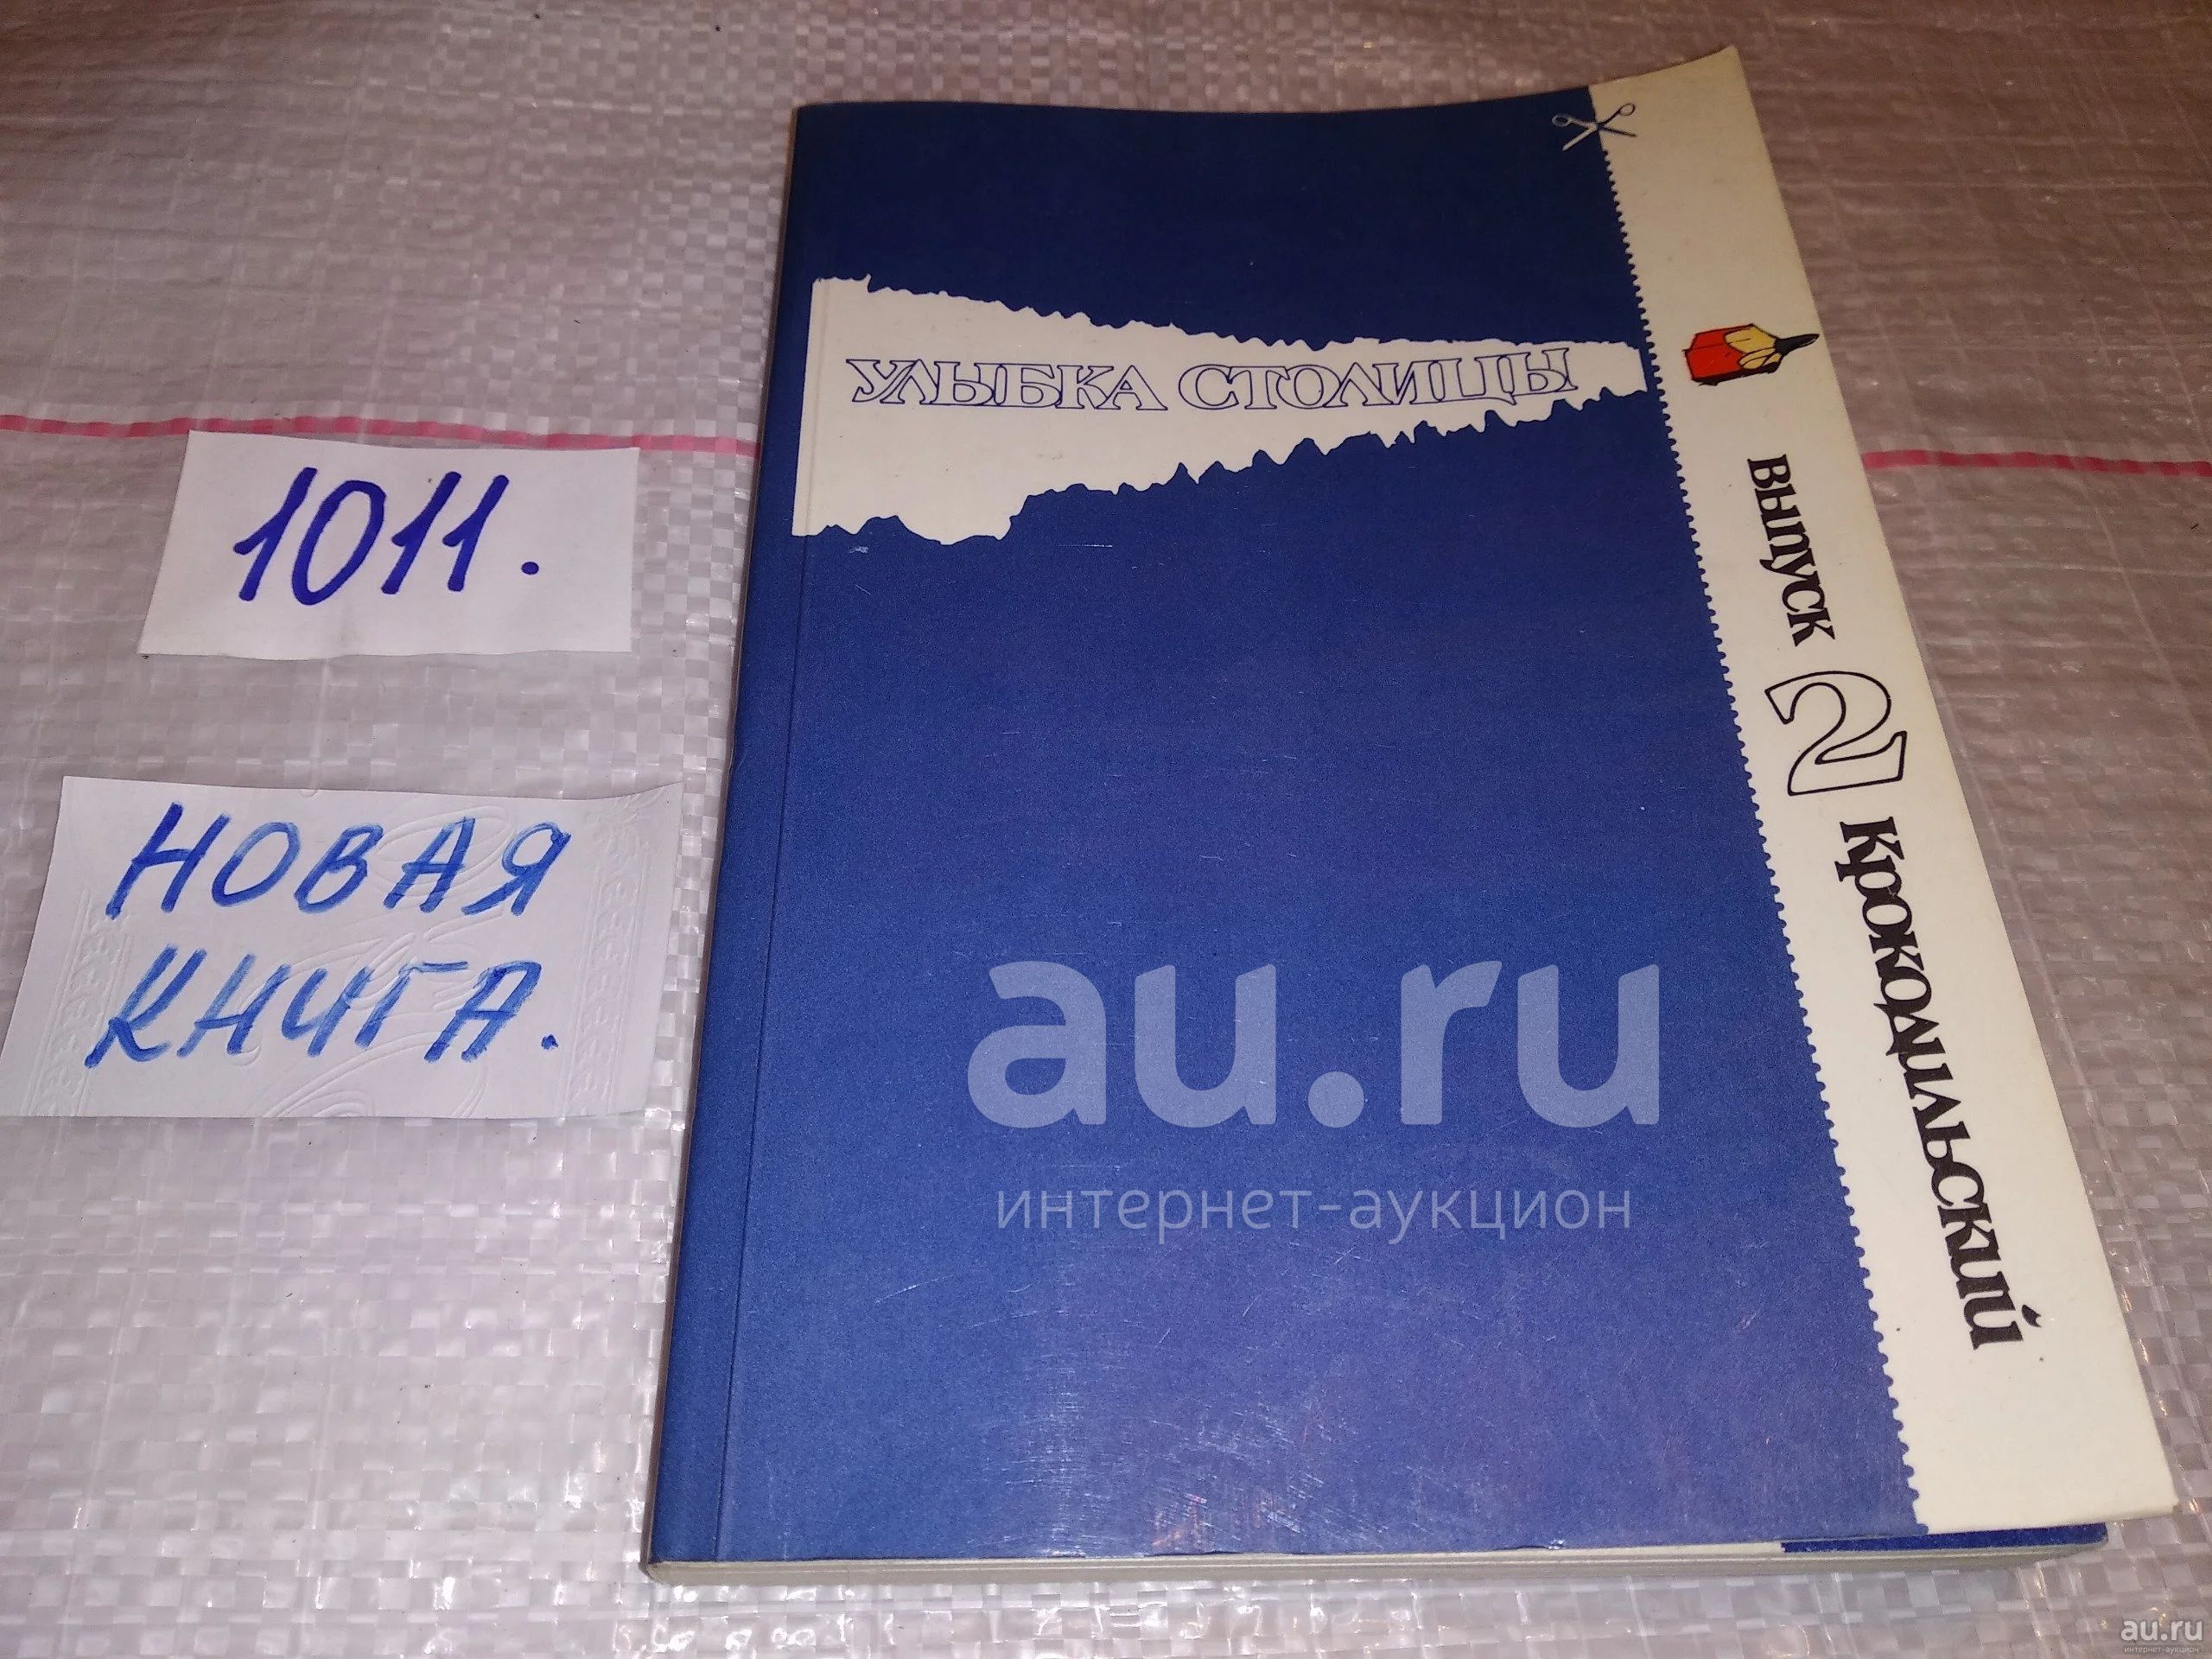 УЛЫБКА СТОЛИЦЫ
выпуск 2 Крокодильский
1011.
НОВАЯ
КНИГА.
au.ru
интернет-аукцион
au.ru
интернет-аукцион